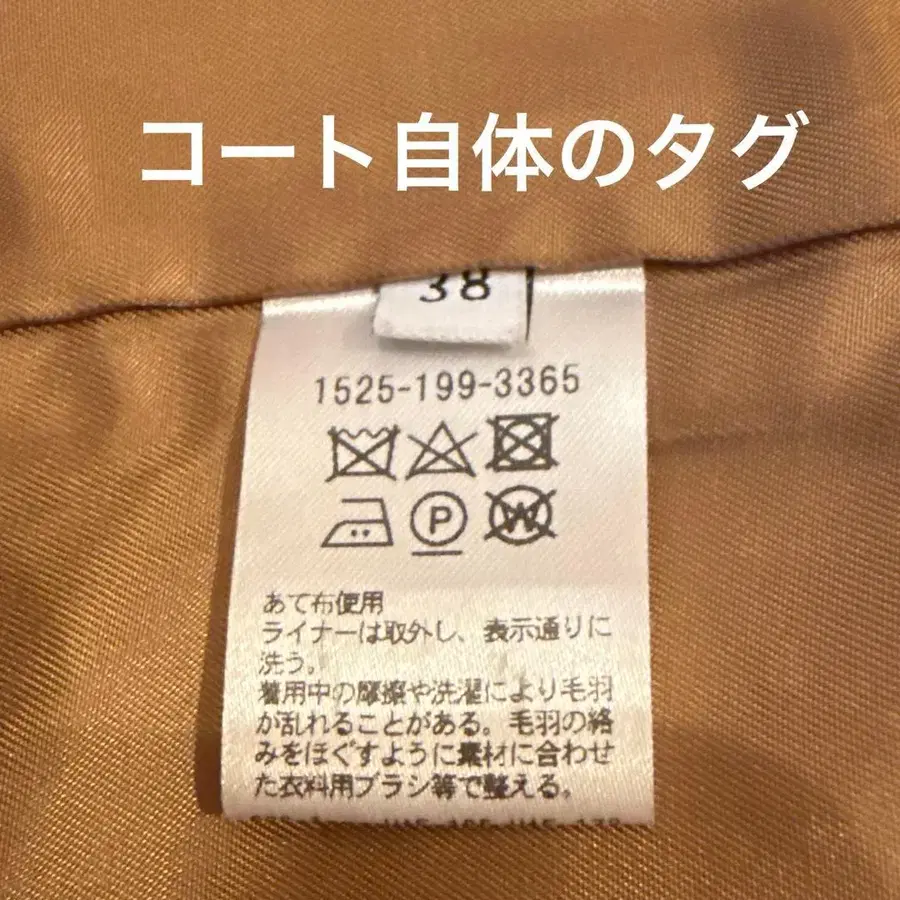 コート自体のタグ
38
1525-199-3365
P
W
あて布使用
ライナーは取外し、表示通りに
洗う。
着用中の摩擦や洗濯により毛羽
が乱れることがある。毛羽の絡
みをほぐすように素材に合わせ
た衣料用ブラシ等で整える。